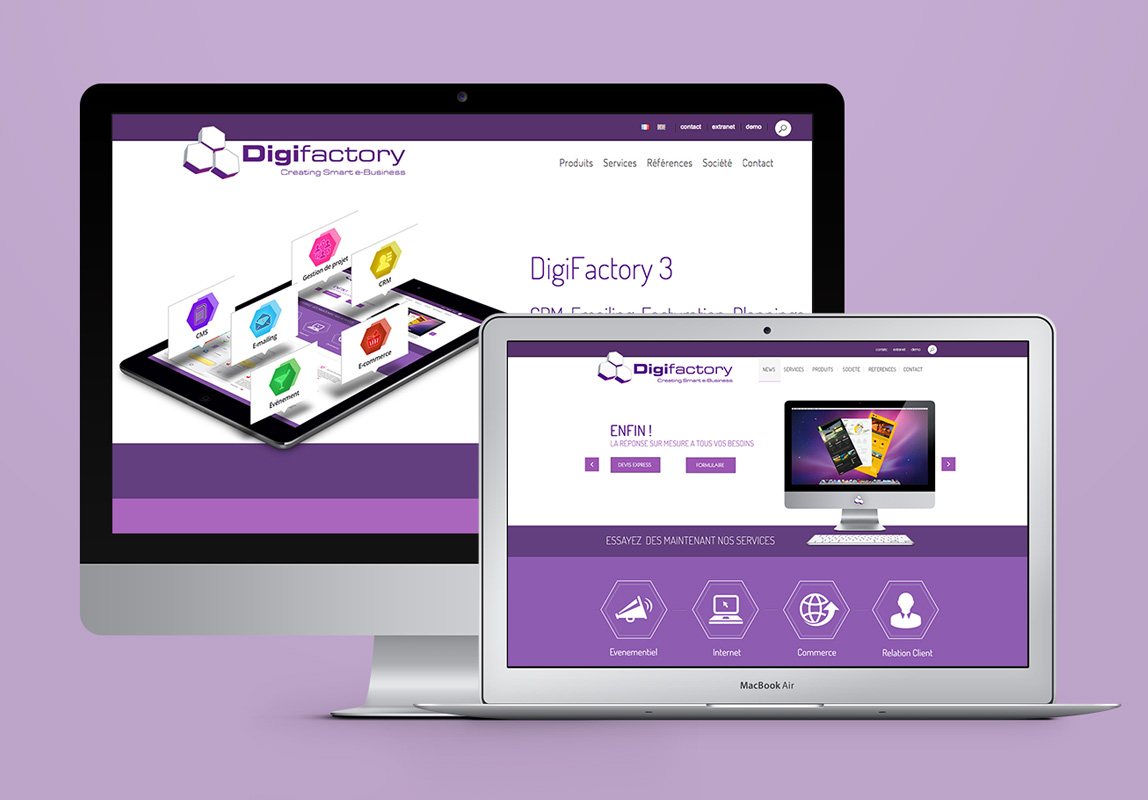 contact extranet demo
Digifactory
Creating Smart e-Business
Produits Services Références Société Contact
Gestion de projet
CRM
CMS
E-mailing
E-commerce
Evénement
DigiFactory 3
CRM, Emailing, Facturation, Plannings
contact extranet demo
Digifactory
Creating Smart e-Business
NEWS SERVICES PRODUITS SOCIETE REFERENCES CONTACT
ENFIN !
LA REPONSE SUR MESURE A TOUS VOS BESOINS
DEVIS EXPRESS FORMULAIRE
ESSAYEZ DES MAINTENANT NOS SERVICES
Evenementiel Internet Commerce Relation Client
MacBook Air